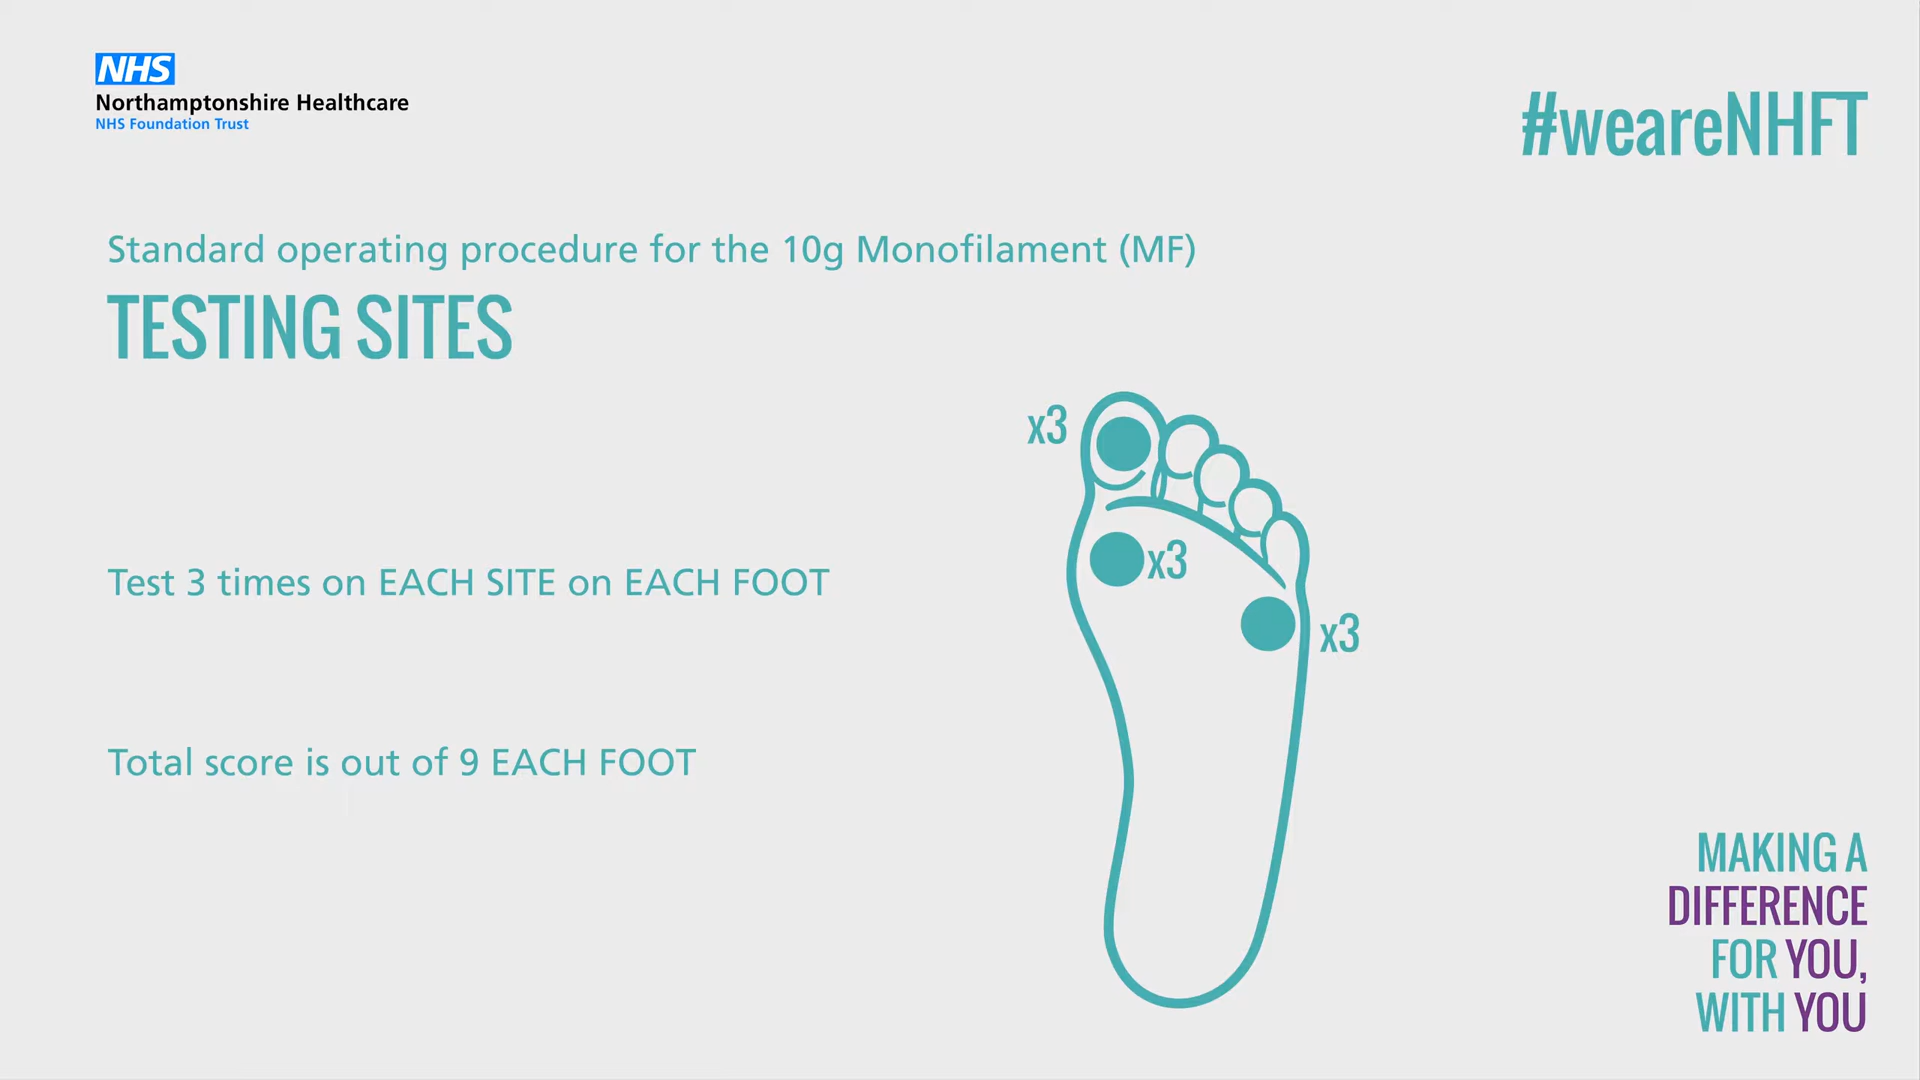 NHS
Northamptonshire Healthcare
NHS Foundation Trust
#weareNHFT
Standard operating procedure for the 10g Monofilament (MF)
TESTING SITES
x3
x3
x3
Test 3 times on EACH SITE on EACH FOOT
Total score is out of 9 EACH FOOT
MAKING A
DIFFERENCE
FOR YOU,
WITH YOU